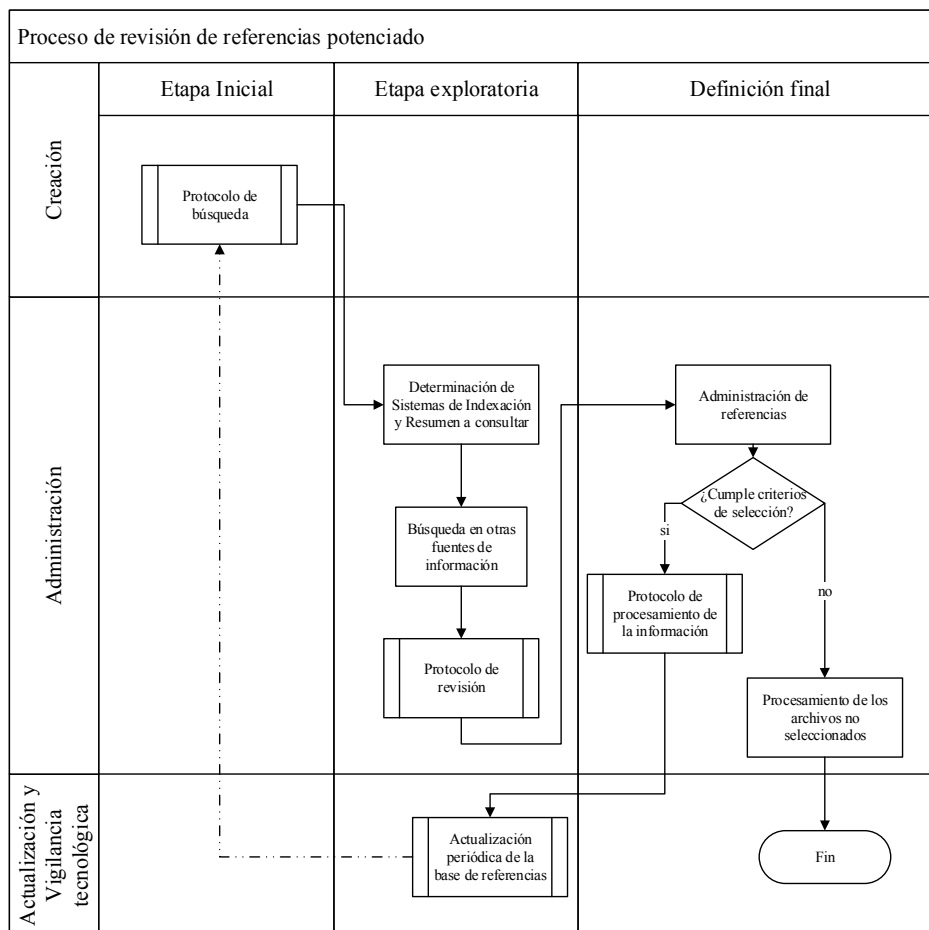 Proceso de revisión de referencias potenciado
Etapa Inicial
Etapa exploratoria
Definición final
Creación
Protocolo de
búsqueda
Administración
Determinación de
Sistemas de Indexación
y Resumen a consultar
Administración de
referencias
¿Cumple criterios
de selección?
si
no
Búsqueda en otras
fuentes de
información
Protocolo de
procesamiento de
la información
Protocolo de
revisión
Procesamiento de los
archivos no
seleccionados
Actualización y
Vigilancia
tecnológica
Actualización
periódica de la
base de referencias
Fin